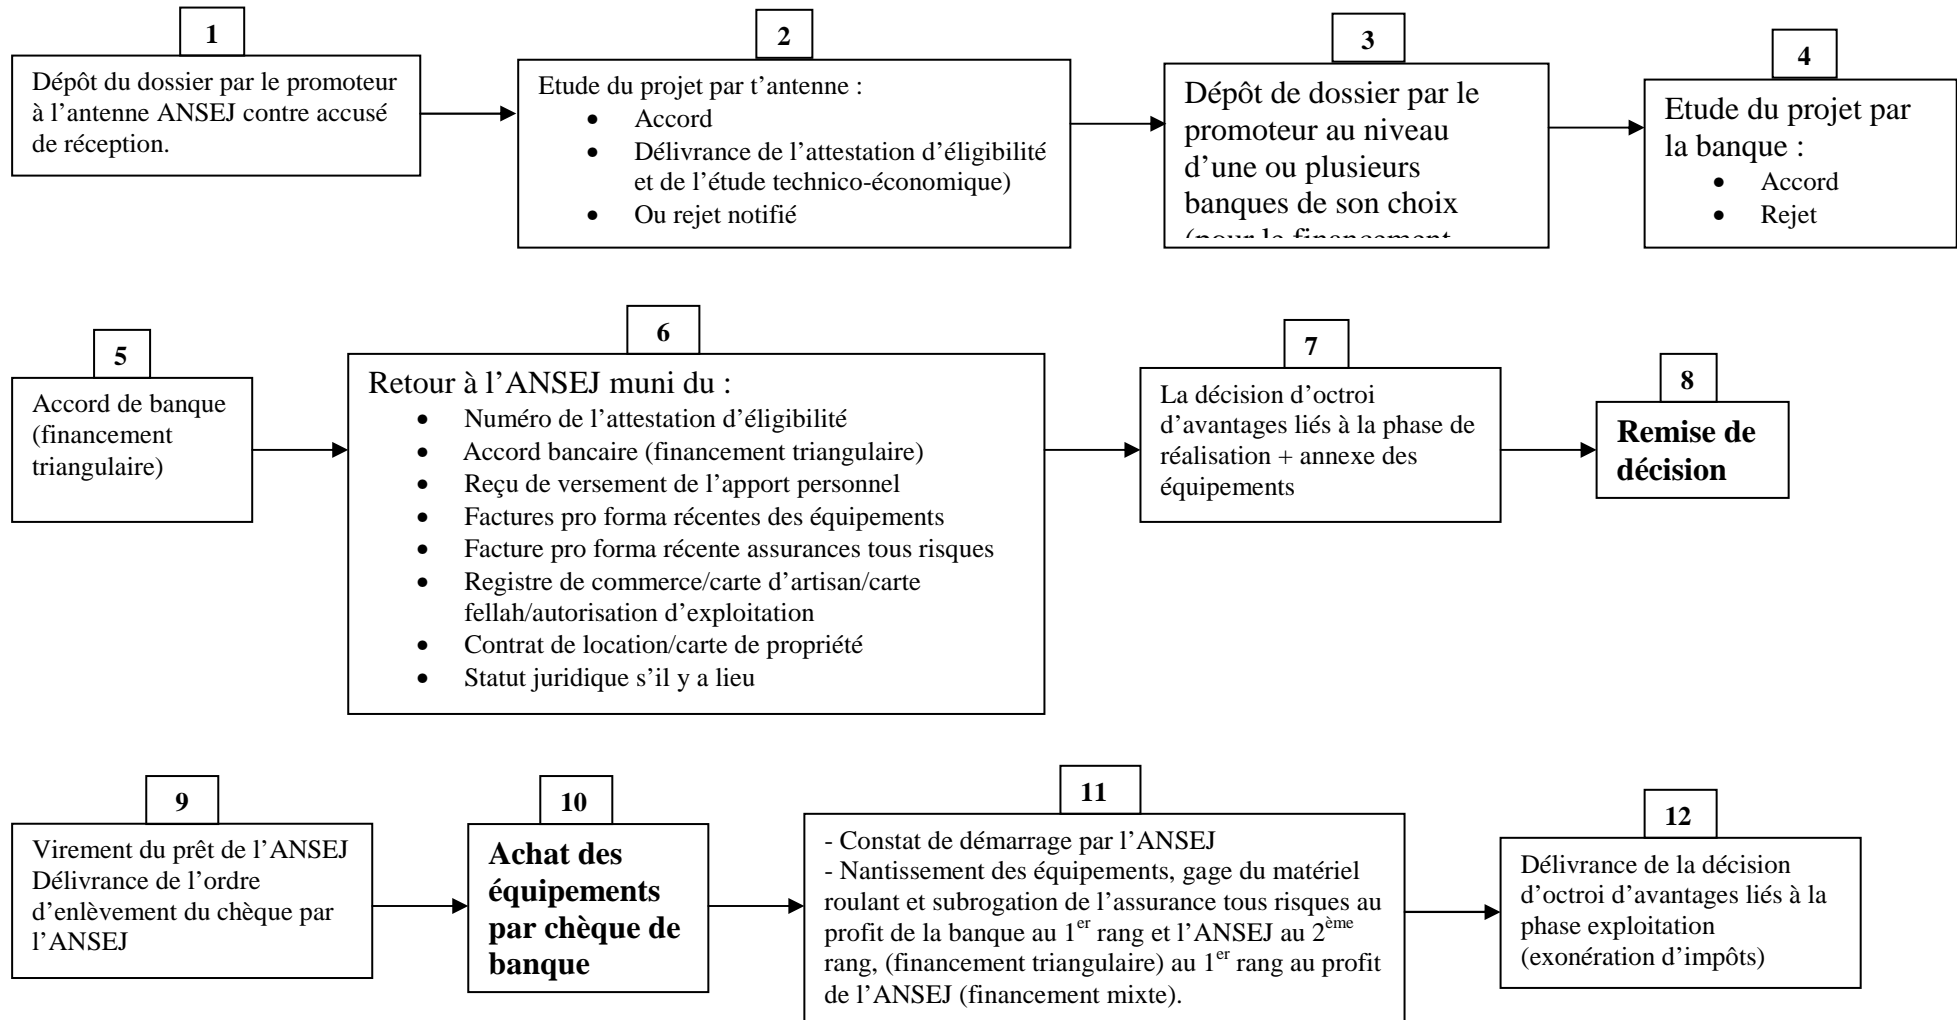 1
Dépôt du dossier par le promoteur
à l’antenne ANSEJ contre accusé
de réception.
2
Etude du projet par t’antenne :
• Accord
• Délivrance de l’attestation d’éligibilité
et de l’étude technico-économique)
• Ou rejet notifié
3
Dépôt de dossier par le
promoteur au niveau
d’une ou plusieurs
banques de son choix
(pour le financement
4
Etude du projet par
la banque :
• Accord
• Rejet
5
Accord de banque
(financement
triangulaire)
6
Retour à l’ANSEJ muni du :
• Numéro de l’attestation d’éligibilité
• Accord bancaire (financement triangulaire)
• Reçu de versement de l’apport personnel
• Factures pro forma récentes des équipements
• Facture pro forma récente assurances tous risques
• Registre de commerce/carte d’artisan/carte
fellah/autorisation d’exploitation
• Contrat de location/carte de propriété
• Statut juridique s’il y a lieu
7
La décision d’octroi
d’avantages liés à la phase de
réalisation + annexe des
équipements
8
Remise de
décision
9
Virement du prêt de l’ANSEJ
Délivrance de l’ordre
d’enlèvement du chèque par
l’ANSEJ
10
Achat des
équipements
par chèque de
banque
11
- Constat de démarrage par l’ANSEJ
- Nantissement des équipements, gage du matériel
roulant et subrogation de l’assurance tous risques au
profit de la banque au 1er rang et l’ANSEJ au 2ème
rang, (financement triangulaire) au 1er rang au profit
de l’ANSEJ (financement mixte).
12
Délivrance de la décision
d’octroi d’avantages liés à la
phase exploitation
(exonération d’impôts)